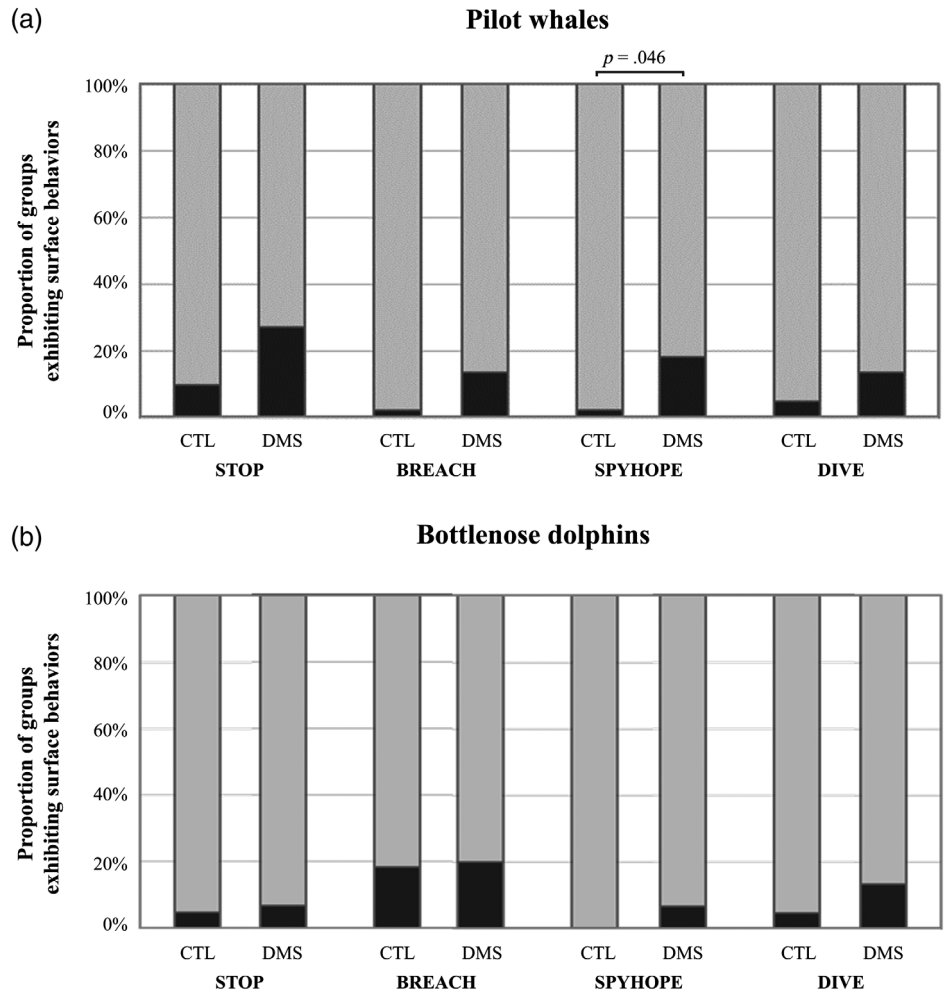 (a)
Pilot whales
p = .046
Proportion of groups
exhibiting surface behaviors
100%
80%
60%
40%
20%
0%
CTL DMS CTL DMS CTL DMS CTL DMS
STOP BREACH SPYHOPE DIVE
(b)
Bottlenose dolphins
Proportion of groups
exhibiting surface behaviors
100%
80%
60%
40%
20%
0%
CTL DMS CTL DMS CTL DMS CTL DMS
STOP BREACH SPYHOPE DIVE